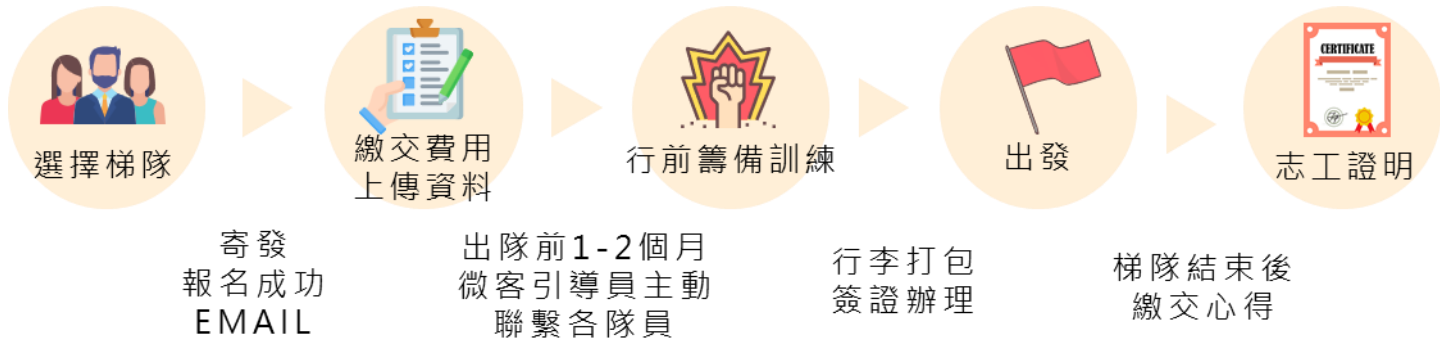 選擇梯隊
繳交費用
上傳資料
行前籌備訓練
出發
CERTIFICATE
志工證明
寄發
報名成功
EMAIL
出隊前1-2個月
微客引導員主動
聯繫各隊員
行李打包
簽證辦理
梯隊結束後
繳交心得